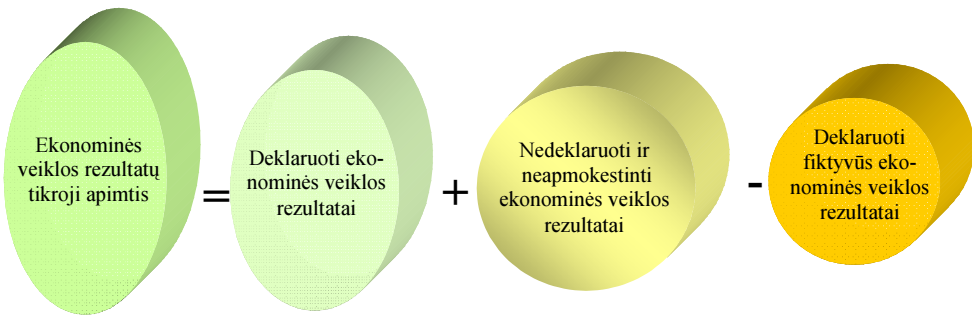 Ekonominės
veiklos rezultatų
tikroji apimtis
=
Deklaruoti eko-
nominės veiklos
rezultatai
+
Nedeklaruoti ir
neapmokestinti
ekonominės veiklos
rezultatai
-
Deklaruoti
fiktyvūs eko-
nominės veiklos
rezultatai